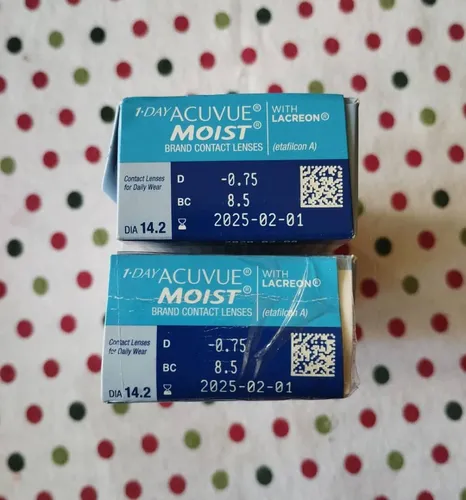 1·DAY ACUVUE® WITH
MOIST® LACREON®
BRAND CONTACT LENSES (etafilcon A)
Contact Lenses
for Daily Wear
D -0.75
BC 8.5
2025-02-01
DIA 14.2
1·DAY ACUVUE® WITH
MOIST® LACREON®
BRAND CONTACT LENSES (etafilcon A)
Contact Lenses
for Daily Wear
D -0.75
BC 8.5
2025-02-01
DIA 14.2